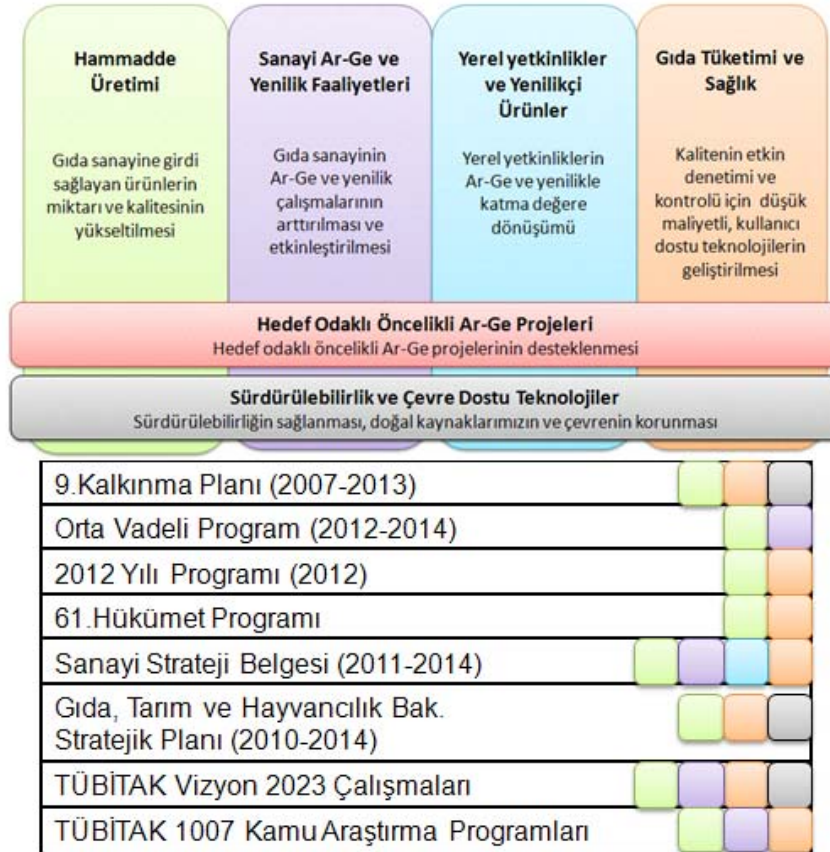 Hammadde
Üretimi
Gıda sanayine girdi
sağlayan ürünlerin
miktarı ve kalitesinin
yükseltilmesi
Sanayi Ar-Ge ve
Yenilik Faaliyetleri
Gıda sanayinin
Ar-Ge ve yenilik
çalışmalarının
arttırılması ve
etkinleştirilmesi
Yerel yetkinlikler
ve Yenilikçi
Ürünler
Yerel yetkinliklerin
Ar-Ge ve yenilikle
katma değere
dönüşümü
Gıda Tüketimi ve
Sağlık
Kalitenin etkin
denetimi ve
kontrolü için düşük
maliyetli, kullanıcı
dostu teknolojilerin
geliştirilmesi
Hedef Odaklı Öncelikli Ar-Ge Projeleri
Hedef odaklı öncelikli Ar-Ge projelerinin desteklenmesi
Sürdürülebilirlik ve Çevre Dostu Teknolojiler
Sürdürülebilirliğin sağlanması, doğal kaynaklarımızın ve çevrenin korunması
9.Kalkınma Planı (2007-2013)
Orta Vadeli Program (2012-2014)
2012 Yılı Programı (2012)
61.Hükümet Programı
Sanayi Strateji Belgesi (2011-2014)
Gıda, Tarım ve Hayvancılık Bak.
Stratejik Planı (2010-2014)
TÜBİTAK Vizyon 2023 Çalışmaları
TÜBİTAK 1007 Kamu Araştırma Programları